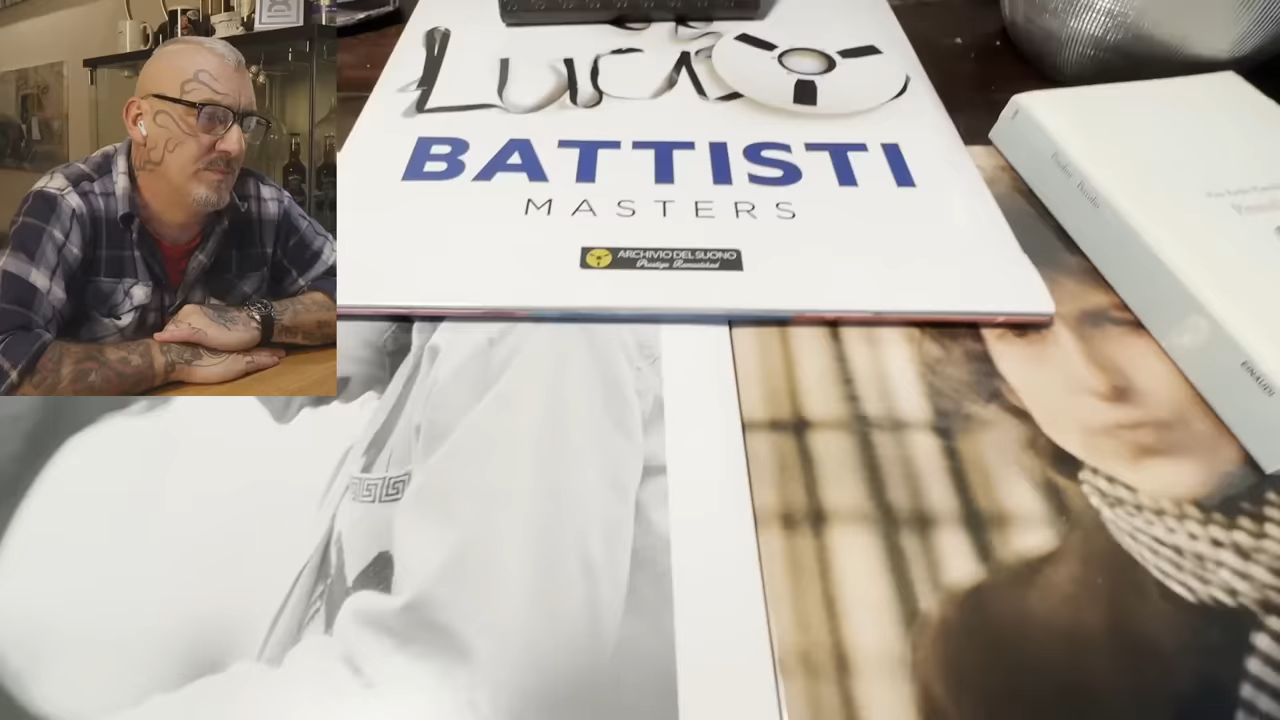 Lucio
BATTISTI
MASTERS
ARCHIVIO DEL SUONO
Prestige Remastered
EINAUDI